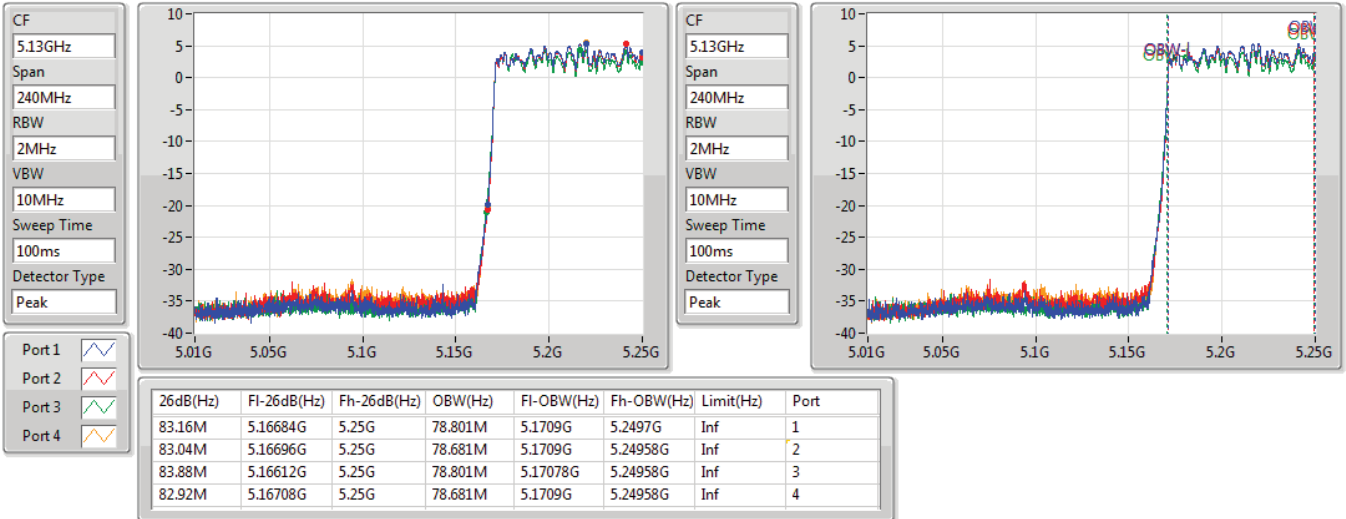 CF
5.13GHz
Span
240MHz
RBW
2MHz
VBW
10MHz
Sweep Time
100ms
Detector Type
Peak
10
5
0
-5
-10
-15
-20
-25
-30
-35
-40
5.01G 5.05G 5.1G 5.15G 5.2G 5.25G
CF
5.13GHz
Span
240MHz
RBW
2MHz
VBW
10MHz
Sweep Time
100ms
Detector Type
Peak
10
5
0
-5
-10
-15
-20
-25
-30
-35
-40
OBW-l
5.01G 5.05G 5.1G 5.15G 5.2G 5.25G
Port 1
Port 2
Port 3
Port 4
26dB(Hz) Fl-26dB(Hz) Fh-26dB(Hz) OBW(Hz) Fl-OBW(Hz) Fh-OBW(Hz) Limit(Hz) Port
83.16M 5.16684G 5.25G 78.801M 5.1709G 5.2497G Inf 1
83.04M 5.16696G 5.25G 78.681M 5.1709G 5.24958G Inf 2
83.88M 5.16612G 5.25G 78.801M 5.17078G 5.24958G Inf 3
82.92M 5.16708G 5.25G 78.681M 5.1709G 5.24958G Inf 4